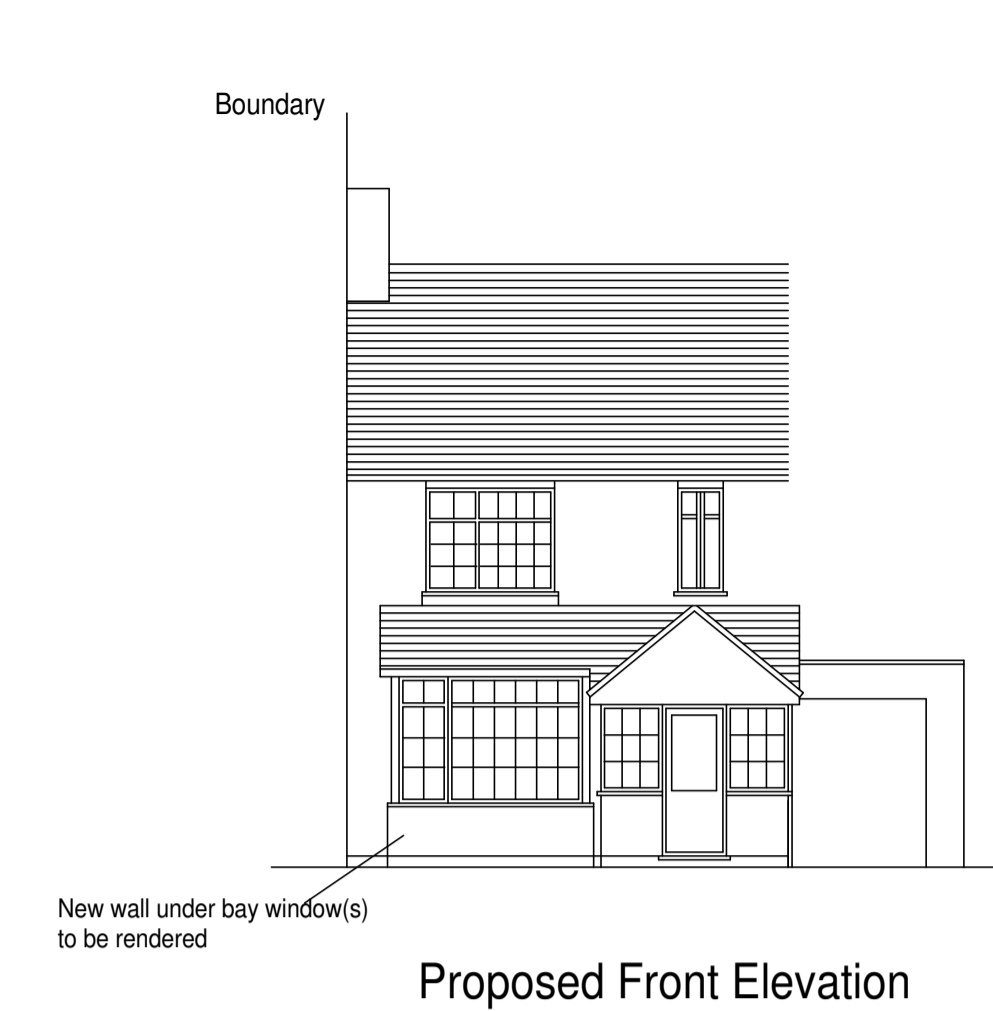 Boundary
New wall under bay window(s)
to be rendered
Proposed Front Elevation